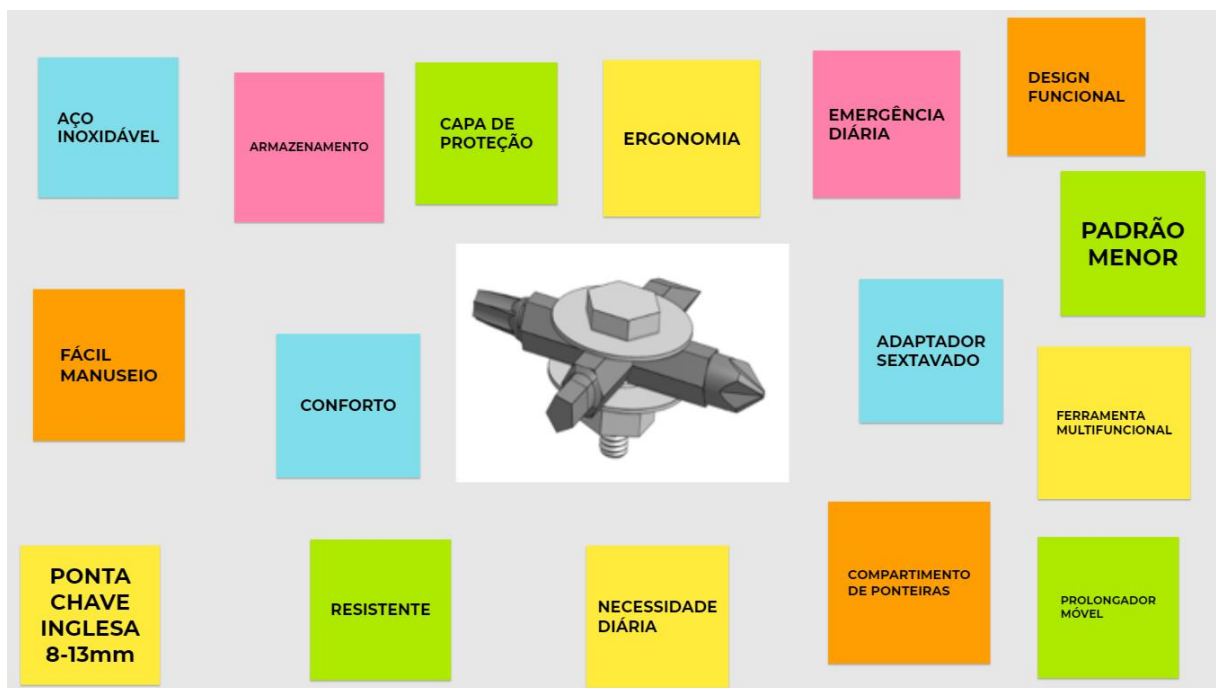 AÇO
INOXIDÁVEL
ARMAZENAMENTO
CAPA DE
PROTEÇÃO
ERGONOMIA
EMERGÊNCIA
DIÁRIA
DESIGN
FUNCIONAL
PADRÃO
MENOR
FÁCIL
MANUSEIO
CONFORTO
ADAPTADOR
SEXTAVADO
FERRAMENTA
MULTIFUNCIONAL
PONTA
CHAVE
INGLESA
8-13mm
RESISTENTE
NECESSIDADE
DIÁRIA
COMPARTIMENTO
DE PONTEIRAS
PROLONGADOR
MÓVEL